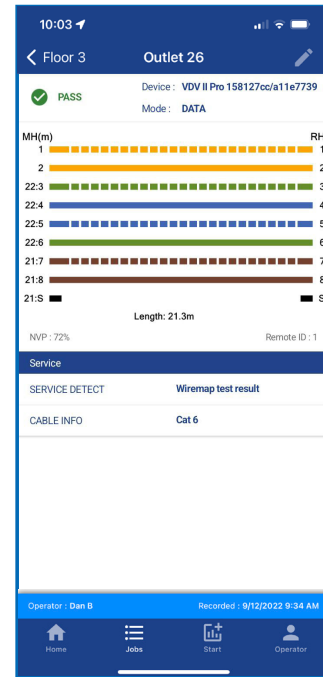 10:03
Floor 3 Outlet 26
PASS
Device : VDV II Pro 158127cc/a11e7739
Mode : DATA
MH(m) RH
1 1
2 2
22:3 3
22:4 4
22:5 5
22:6 6
21:7 7
21:8 8
21:S S
Length: 21.3m
NVP : 72% Remote ID : 1
Service
SERVICE DETECT Wiremap test result
CABLE INFO Cat 6
Operator : Dan B Recorded : 9/12/2022 9:34 AM
Home Jobs Start Operator